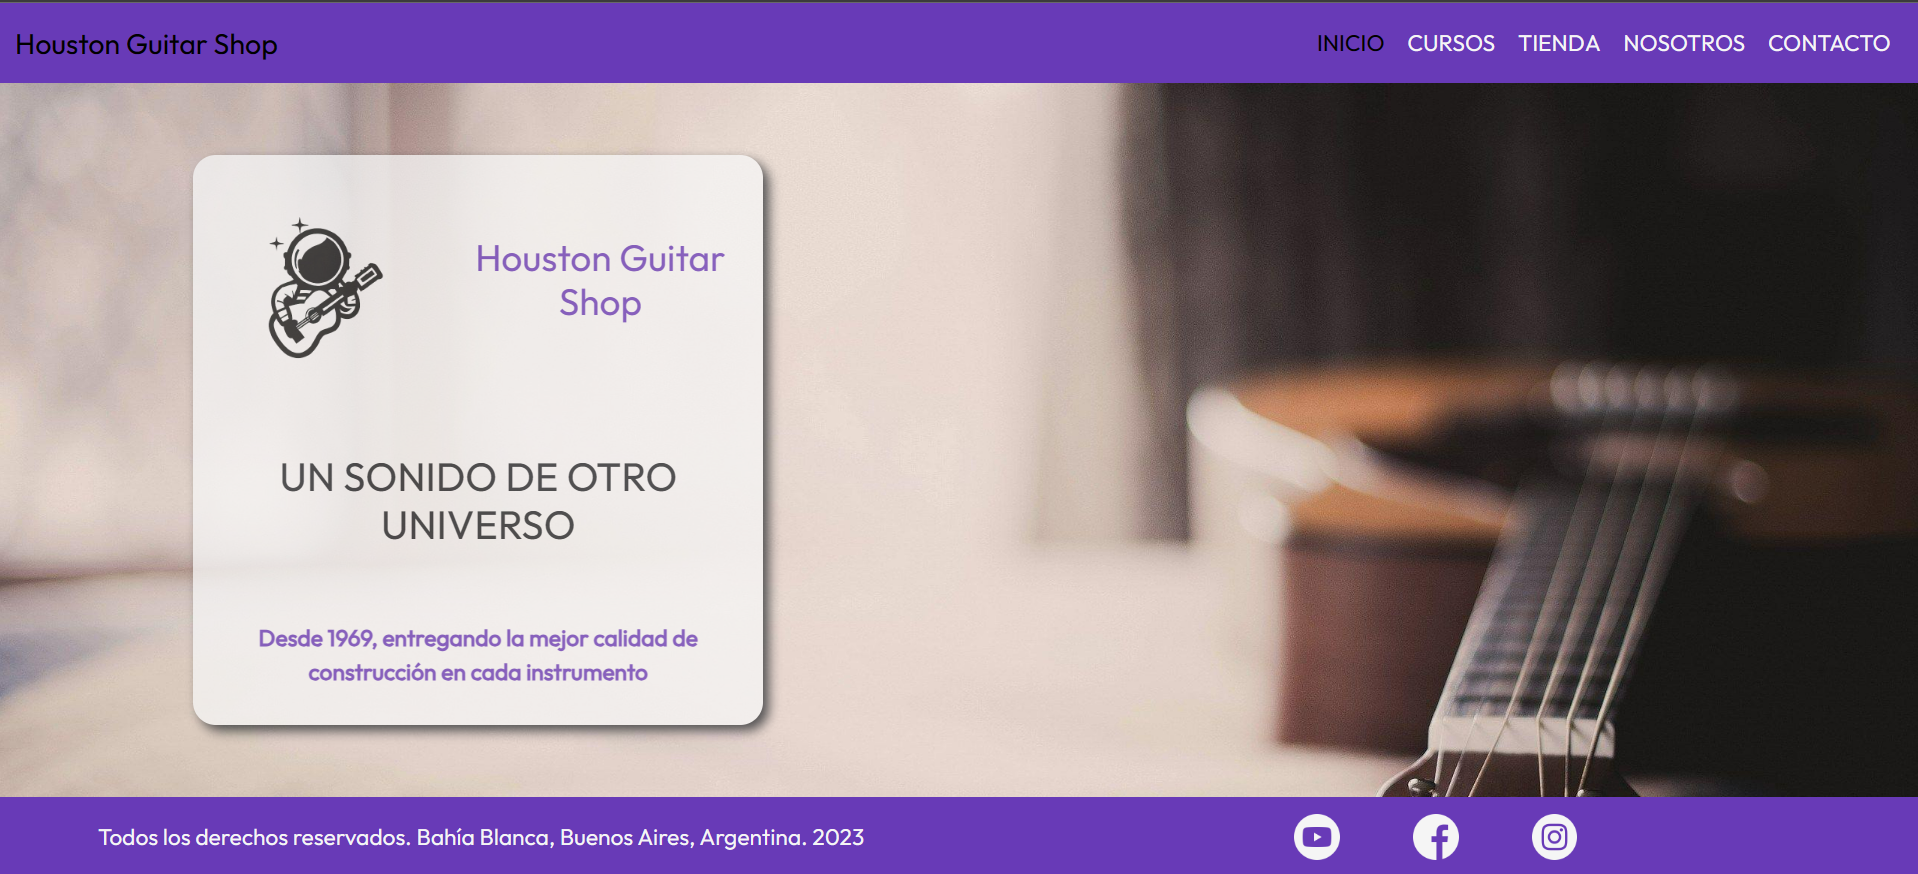 Houston Guitar Shop
INICIO CURSOS TIENDA NOSOTROS CONTACTO
Houston Guitar
Shop
UN SONIDO DE OTRO
UNIVERSO
Desde 1969, entregando la mejor calidad de
construcción en cada instrumento
Todos los derechos reservados. Bahía Blanca, Buenos Aires, Argentina. 2023